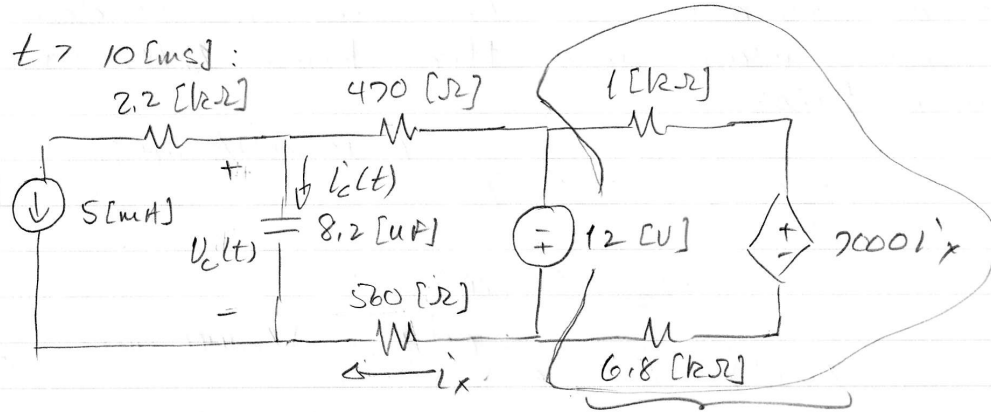 t > 10 [ms] :
2.2 [kΩ]
470 [Ω]
1 [kΩ]
+
i_c(t)
5 [mA]
8.2 [uF]
v_c(t)
-
- +
12 [V]
+ -
7000 i_x
560 [Ω]
i_x
6.8 [kΩ]